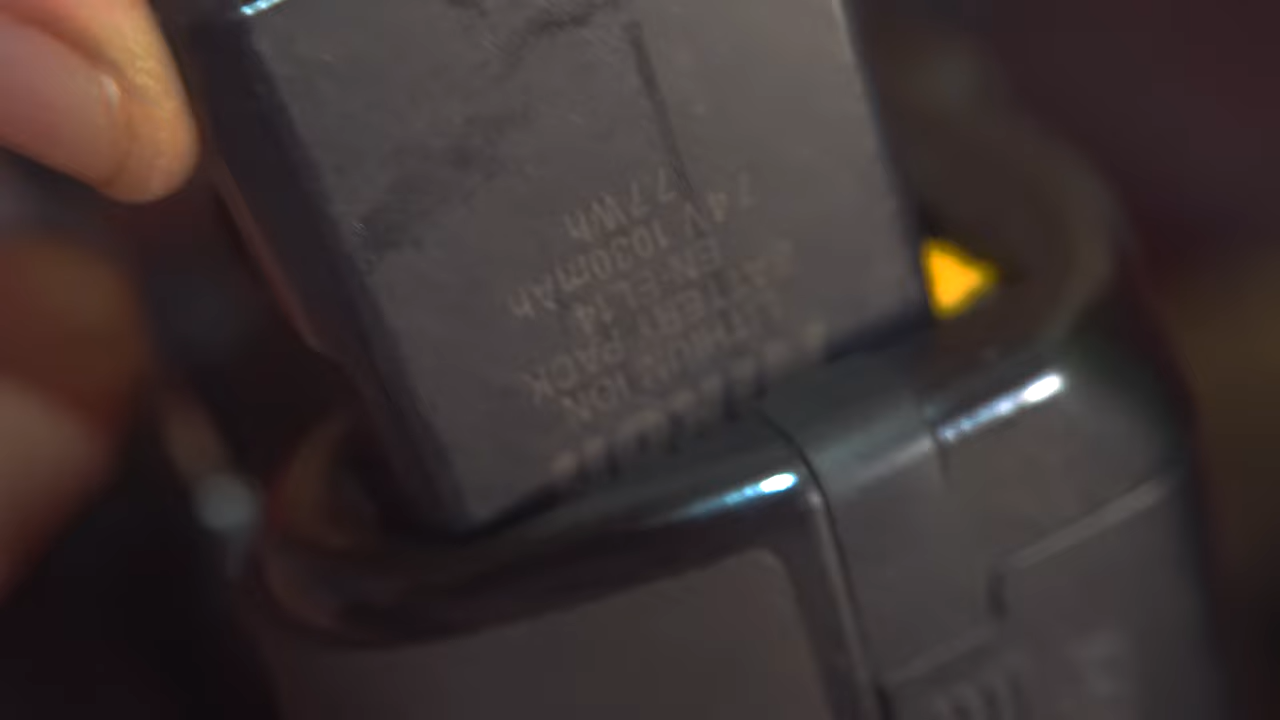 LITHIUM ION
BATTERY PACK
EN-EL14
7.4V 1030mAh
7.7Wh